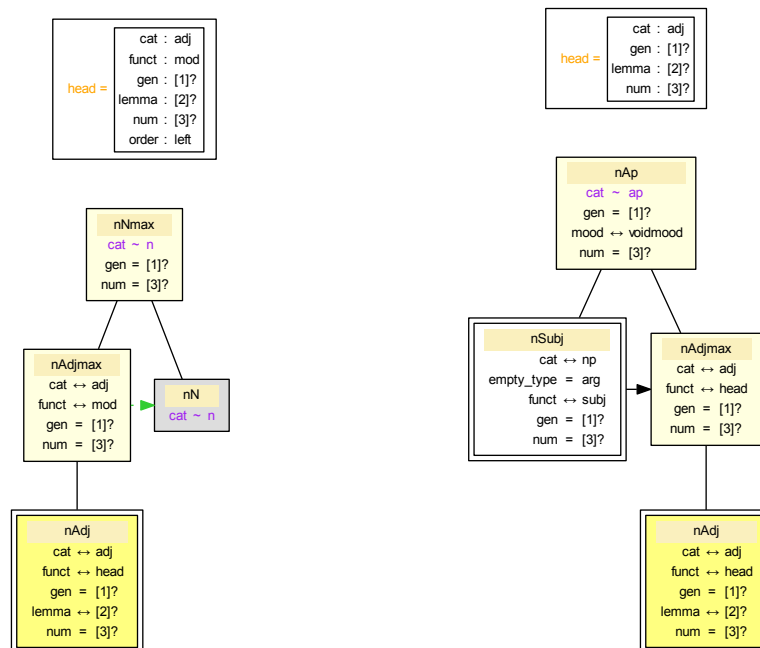 head =
cat : adj
funct : mod
gen : [1]?
lemma : [2]?
num : [3]?
order : left
nNmax
cat ~ n
gen = [1]?
num = [3]?
nAdjmax
cat ↔ adj
funct ↔ mod
gen = [1]?
num = [3]?
nN
cat ~ n
nAdj
cat ↔ adj
funct ↔ head
gen = [1]?
lemma ↔ [2]?
num = [3]?
head =
cat : adj
gen : [1]?
lemma : [2]?
num : [3]?
nAp
cat ~ ap
gen = [1]?
mood ↔ voidmood
num = [3]?
nSubj
cat ↔ np
empty_type = arg
funct ↔ subj
gen = [1]?
num = [3]?
nAdjmax
cat ↔ adj
funct ↔ head
gen = [1]?
num = [3]?
nAdj
cat ↔ adj
funct ↔ head
gen = [1]?
lemma ↔ [2]?
num = [3]?